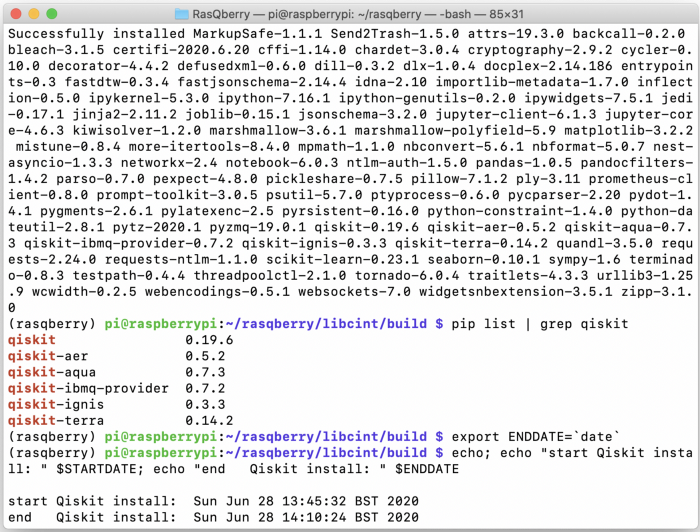 RasQberry — pi@raspberrypi: ~/rasqberry — -bash — 85×31
Successfully installed MarkupSafe-1.1.1 Send2Trash-1.5.0 attrs-19.3.0 backcall-0.2.0
bleach-3.1.5 certifi-2020.6.20 cffi-1.14.0 chardet-3.0.4 cryptography-2.9.2 cycler-0.
10.0 decorator-4.4.2 defusedxml-0.6.0 dill-0.3.2 dlx-1.0.4 docplex-2.14.186 entrypoin
ts-0.3 fastdtw-0.3.4 fastjsonschema-2.14.4 idna-2.10 importlib-metadata-1.7.0 inflect
ion-0.5.0 ipykernel-5.3.0 ipython-7.16.1 ipython-genutils-0.2.0 ipywidgets-7.5.1 jedi
-0.17.1 jinja2-2.11.2 joblib-0.15.1 jsonschema-3.2.0 jupyter-client-6.1.3 jupyter-cor
e-4.6.3 kiwisolver-1.2.0 marshmallow-3.6.1 marshmallow-polyfield-5.9 matplotlib-3.2.2
mistune-0.8.4 more-itertools-8.4.0 mpmath-1.1.0 nbconvert-5.6.1 nbformat-5.0.7 nest-
asyncio-1.3.3 networkx-2.4 notebook-6.0.3 ntlm-auth-1.5.0 pandas-1.0.5 pandocfilters-
1.4.2 parso-0.7.0 pexpect-4.8.0 pickleshare-0.7.5 pillow-7.1.2 ply-3.11 prometheus-cl
ient-0.8.0 prompt-toolkit-3.0.5 psutil-5.7.0 ptyprocess-0.6.0 pycparser-2.20 pydot-1.
4.1 pygments-2.6.1 pylatexenc-2.5 pyrsistent-0.16.0 python-constraint-1.4.0 python-da
teutil-2.8.1 pytz-2020.1 pyzmq-19.0.1 qiskit-0.19.6 qiskit-aer-0.5.2 qiskit-aqua-0.7.
3 qiskit-ibmq-provider-0.7.2 qiskit-ignis-0.3.3 qiskit-terra-0.14.2 quandl-3.5.0 requ
ests-2.24.0 requests-ntlm-1.1.0 scikit-learn-0.23.1 seaborn-0.10.1 sympy-1.6 terminad
o-0.8.3 testpath-0.4.4 threadpoolctl-2.1.0 tornado-6.0.4 traitlets-4.3.3 urllib3-1.25
.9 wcwidth-0.2.5 webencodings-0.5.1 websockets-7.0 widgetsnbextension-3.5.1 zipp-3.1.
0
(rasqberry) pi@raspberrypi:~/rasqberry/libcint/build $ pip list | grep qiskit
qiskit 0.19.6
qiskit-aer 0.5.2
qiskit-aqua 0.7.3
qiskit-ibmq-provider 0.7.2
qiskit-ignis 0.3.3
qiskit-terra 0.14.2
(rasqberry) pi@raspberrypi:~/rasqberry/libcint/build $ export ENDDATE=`date`
(rasqberry) pi@raspberrypi:~/rasqberry/libcint/build $ echo; echo "start Qiskit insta
ll: " $STARTDATE; echo "end   Qiskit install: " $ENDDATE
start Qiskit install:  Sun Jun 28 13:45:32 BST 2020
end   Qiskit install:  Sun Jun 28 14:10:24 BST 2020